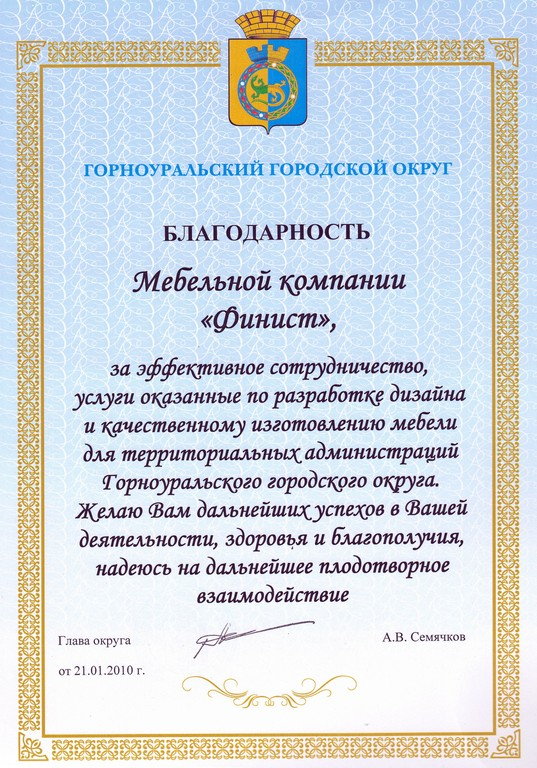 ГОРНОУРАЛЬСКИЙ ГОРОДСКОЙ ОКРУГ
БЛАГОДАРНОСТЬ
Мебельной компании
«Финист»,
за эффективное сотрудничество,
услуги оказанные по разработке дизайна
и качественному изготовлению мебели
для территориальных администраций
Горноуральского городского округа.
Желаю Вам дальнейших успехов в Вашей
деятельности, здоровья и благополучия,
надеюсь на дальнейшее плодотворное
взаимодействие
Глава округа
А.В. Семячков
от 21.01.2010 г.